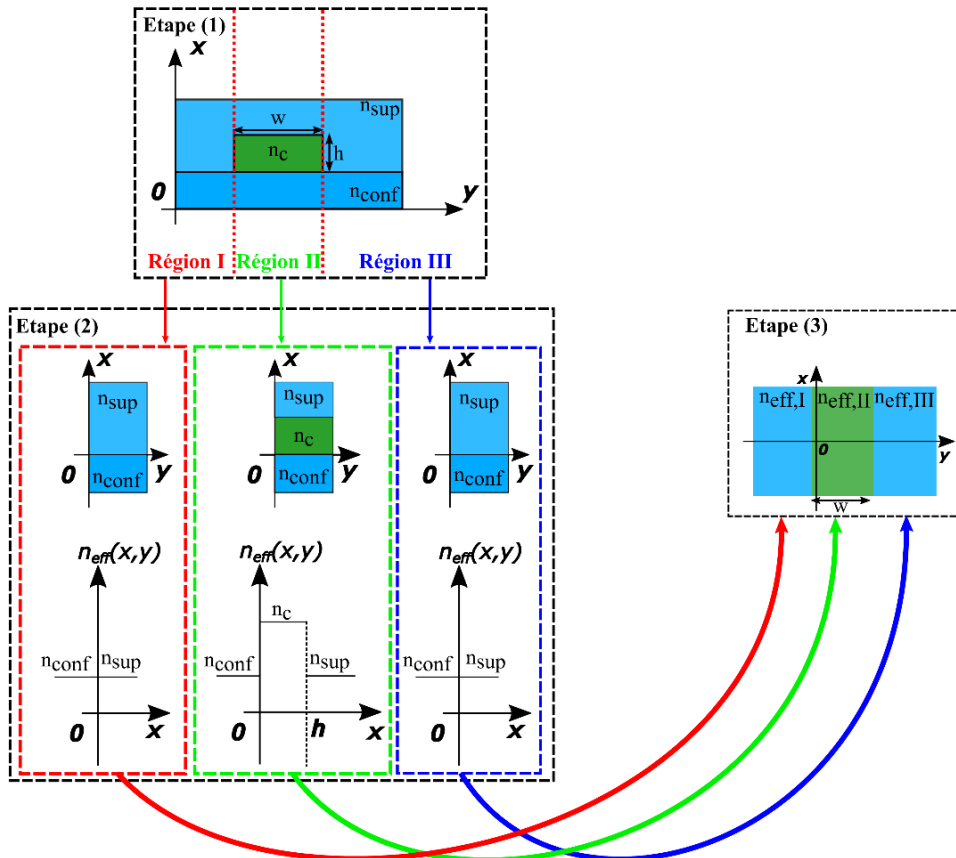 Etape (1)
x
n_sup
w
n_c
h
n_conf
0
y
Région I
Région II
Région III
Etape (2)
x
n_sup
0
y
n_conf
n_eff(x,y)
n_conf
n_sup
0
x
x
n_sup
n_c
0
y
n_conf
n_eff(x,y)
n_c
n_conf
n_sup
0
h
x
x
n_sup
0
y
n_conf
n_eff(x,y)
n_conf
n_sup
0
x
Etape (3)
x
n_eff,I
n_eff,II
n_eff,III
0
y
w